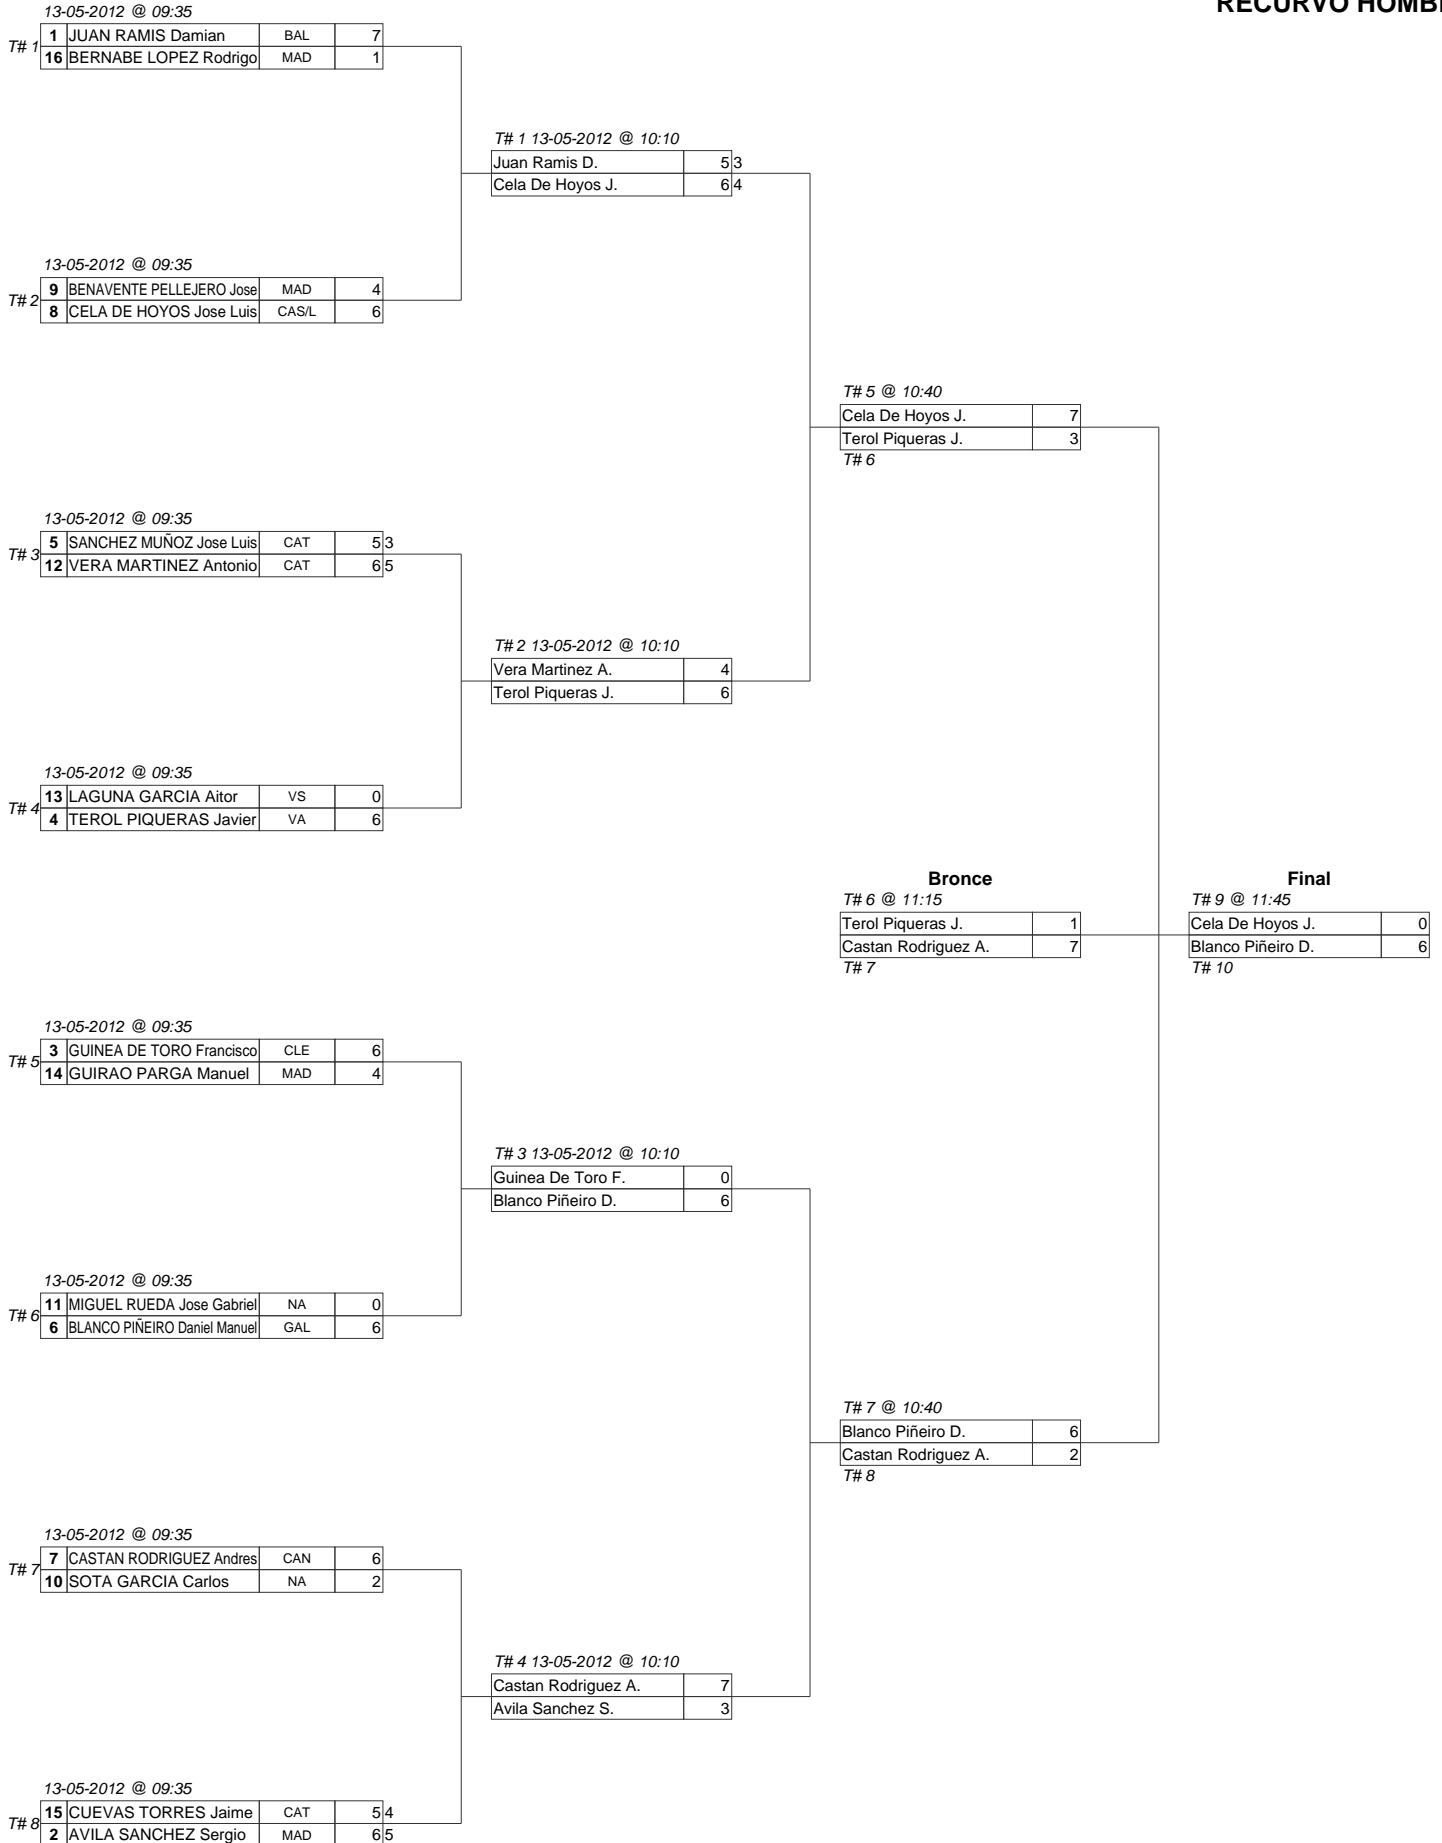 RECURVO HOMB
13-05-2012 @ 09:35
T# 1
1 JUAN RAMIS Damian BAL 7
16 BERNABE LOPEZ Rodrigo MAD 1
T# 1 13-05-2012 @ 10:10
Juan Ramis D. 5 3
Cela De Hoyos J. 6 4
13-05-2012 @ 09:35
T# 2
9 BENAVENTE PELLEJERO Jose MAD 4
8 CELA DE HOYOS Jose Luis CAS/L 6
T# 5 @ 10:40
Cela De Hoyos J. 7
Terol Piqueras J. 3
T# 6
13-05-2012 @ 09:35
T# 3
5 SANCHEZ MUÑOZ Jose Luis CAT 5 3
12 VERA MARTINEZ Antonio CAT 6 5
T# 2 13-05-2012 @ 10:10
Vera Martinez A. 4
Terol Piqueras J. 6
13-05-2012 @ 09:35
T# 4
13 LAGUNA GARCIA Aitor VS 0
4 TEROL PIQUERAS Javier VA 6
Bronce
T# 6 @ 11:15
Terol Piqueras J. 1
Castan Rodriguez A. 7
T# 7
Final
T# 9 @ 11:45
Cela De Hoyos J. 0
Blanco Piñeiro D. 6
T# 10
13-05-2012 @ 09:35
T# 5
3 GUINEA DE TORO Francisco CLE 6
14 GUIRAO PARGA Manuel MAD 4
T# 3 13-05-2012 @ 10:10
Guinea De Toro F. 0
Blanco Piñeiro D. 6
13-05-2012 @ 09:35
T# 6
11 MIGUEL RUEDA Jose Gabriel NA 0
6 BLANCO PIÑEIRO Daniel Manuel GAL 6
T# 7 @ 10:40
Blanco Piñeiro D. 6
Castan Rodriguez A. 2
T# 8
13-05-2012 @ 09:35
T# 7
7 CASTAN RODRIGUEZ Andres CAN 6
10 SOTA GARCIA Carlos NA 2
T# 4 13-05-2012 @ 10:10
Castan Rodriguez A. 7
Avila Sanchez S. 3
13-05-2012 @ 09:35
T# 8
15 CUEVAS TORRES Jaime CAT 5 4
2 AVILA SANCHEZ Sergio MAD 6 5